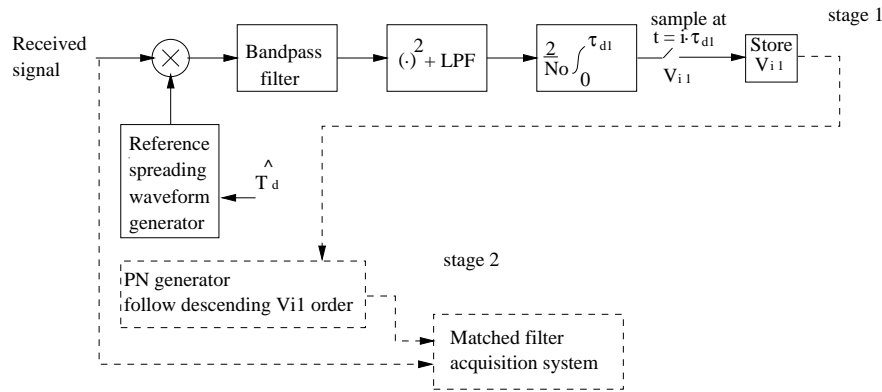 stage 1
sample at
t = i·τd1
Received
signal
×
Bandpass
filter
(·)² + LPF
2/No ∫0 τd1
Vi1
Store
Vi1
Reference
spreading
waveform
generator
^
Td
stage 2
PN generator
follow descending Vi1 order
Matched filter
acquisition system